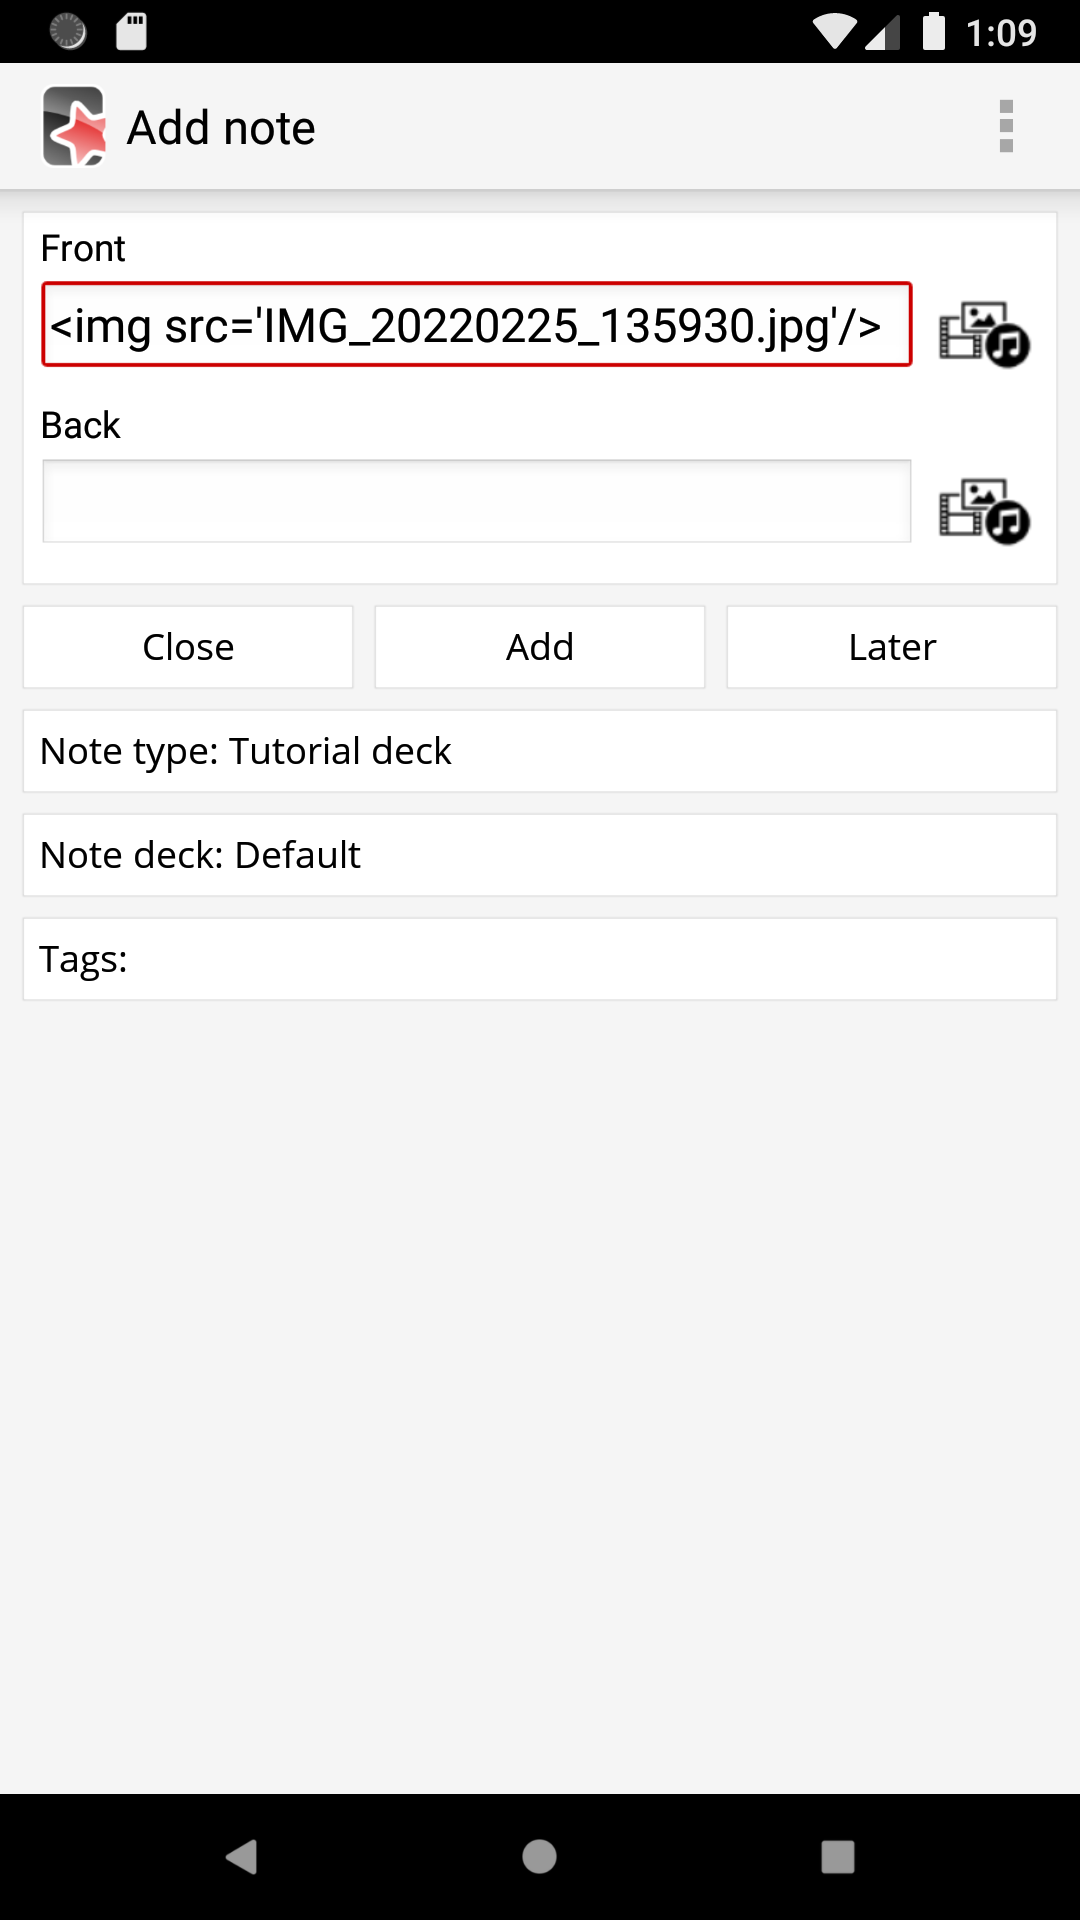 1:09
Add note
Front
<img src='IMG_20220225_135930.jpg'/>
Back
Close
Add
Later
Note type: Tutorial deck
Note deck: Default
Tags: